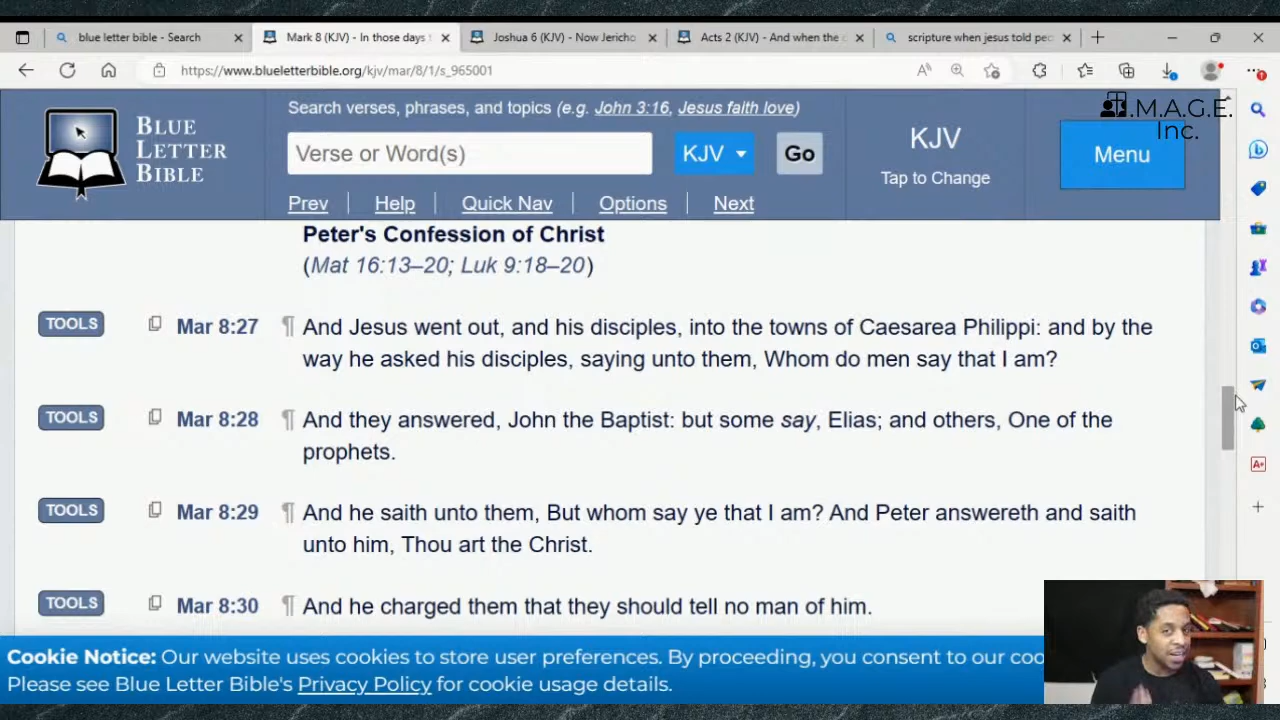 blue letter bible - Search
Mark 8 (KJV) - In those days t
Joshua 6 (KJV) - Now Jericho
Acts 2 (KJV) - And when the c
scripture when jesus told peo
https://www.blueletterbible.org/kjv/mar/8/1/s_965001
BLUE
LETTER
BIBLE
Search verses, phrases, and topics (e.g. John 3:16, Jesus faith love)
Verse or Word(s)
KJV
Go
KJV
Tap to Change
Menu
.M.A.G.E.
Inc.
Prev
Help
Quick Nav
Options
Next
Peter's Confession of Christ
(Mat 16:13–20; Luk 9:18–20)
TOOLS Mar 8:27 ¶ And Jesus went out, and his disciples, into the towns of Caesarea Philippi: and by the
way he asked his disciples, saying unto them, Whom do men say that I am?
TOOLS Mar 8:28 ¶ And they answered, John the Baptist: but some say, Elias; and others, One of the
prophets.
TOOLS Mar 8:29 ¶ And he saith unto them, But whom say ye that I am? And Peter answereth and saith
unto him, Thou art the Christ.
TOOLS Mar 8:30 ¶ And he charged them that they should tell no man of him.
Cookie Notice: Our website uses cookies to store user preferences. By proceeding, you consent to our coo
Please see Blue Letter Bible's Privacy Policy for cookie usage details.